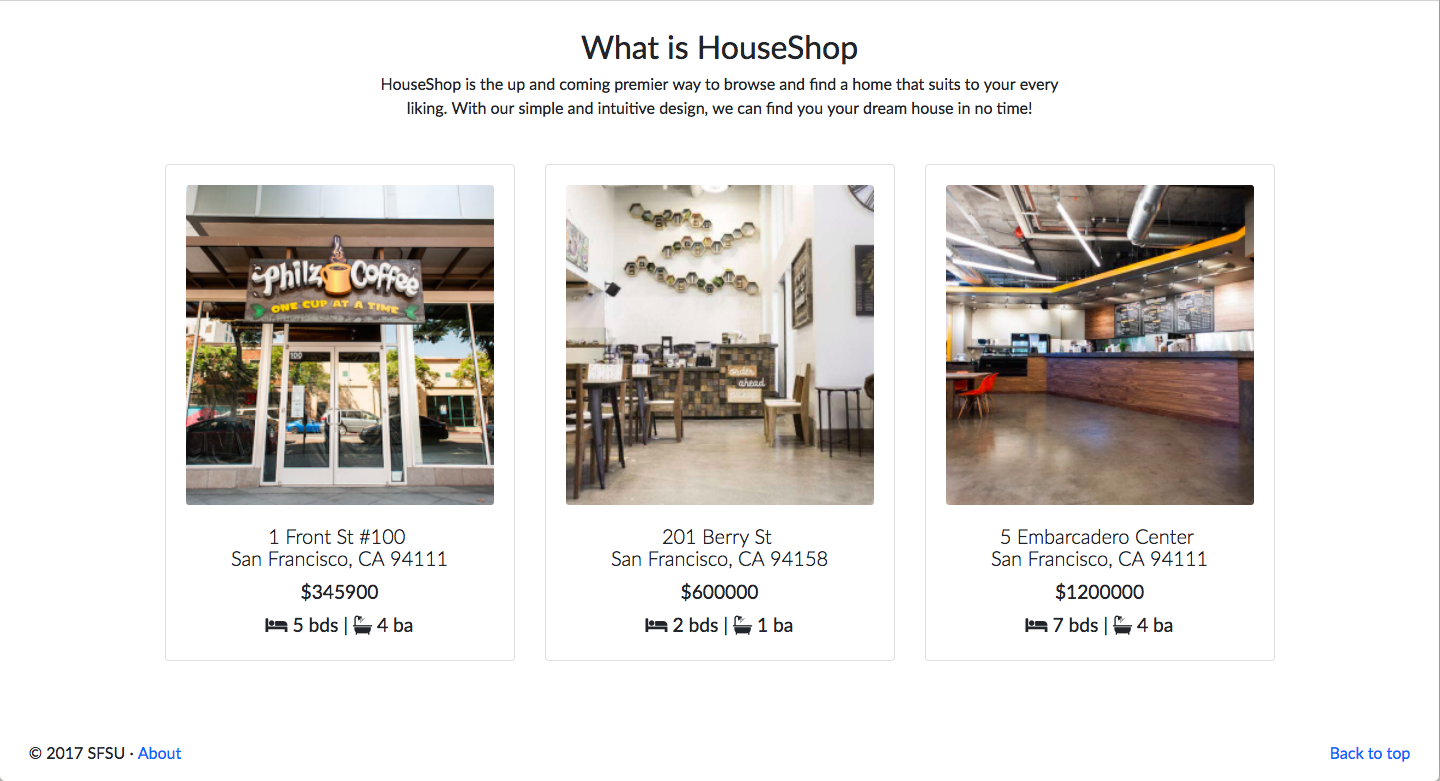 What is HouseShop
HouseShop is the up and coming premier way to browse and find a home that suits to your every
liking. With our simple and intuitive design, we can find you your dream house in no time!
Philz Coffee
ONE CUP AT A TIME
100
order
ahead
1 Front St #100
San Francisco, CA 94111
$345900
5 bds | 4 ba
201 Berry St
San Francisco, CA 94158
$600000
2 bds | 1 ba
5 Embarcadero Center
San Francisco, CA 94111
$1200000
7 bds | 4 ba
© 2017 SFSU · About
Back to top